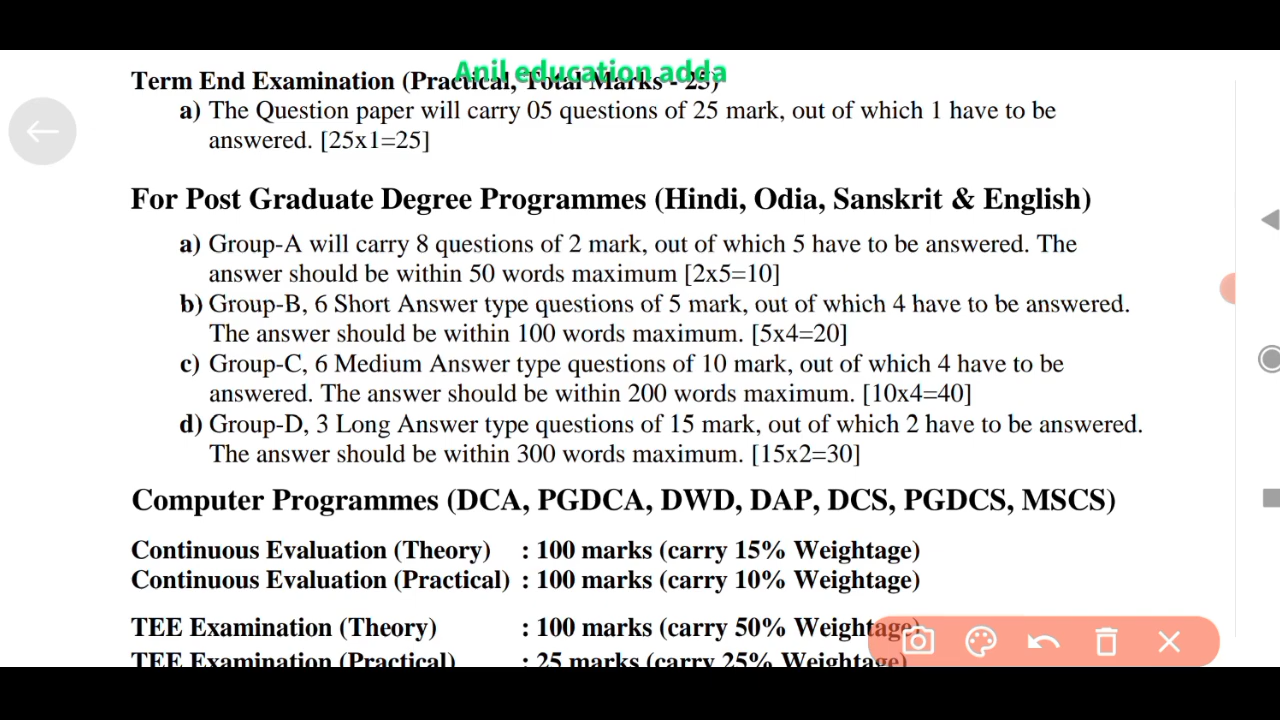 Anil education adda
Term End Examination (Practical, Total Marks - 25)
a) The Question paper will carry 05 questions of 25 mark, out of which 1 have to be
answered. [25x1=25]
For Post Graduate Degree Programmes (Hindi, Odia, Sanskrit & English)
a) Group-A will carry 8 questions of 2 mark, out of which 5 have to be answered. The
answer should be within 50 words maximum [2x5=10]
b) Group-B, 6 Short Answer type questions of 5 mark, out of which 4 have to be answered.
The answer should be within 100 words maximum. [5x4=20]
c) Group-C, 6 Medium Answer type questions of 10 mark, out of which 4 have to be
answered. The answer should be within 200 words maximum. [10x4=40]
d) Group-D, 3 Long Answer type questions of 15 mark, out of which 2 have to be answered.
The answer should be within 300 words maximum. [15x2=30]
Computer Programmes (DCA, PGDCA, DWD, DAP, DCS, PGDCS, MSCS)
Continuous Evaluation (Theory) : 100 marks (carry 15% Weightage)
Continuous Evaluation (Practical) : 100 marks (carry 10% Weightage)
TEE Examination (Theory) : 100 marks (carry 50% Weightage)
TEE Examination (Practical) : 25 marks (carry 25% Weightage)